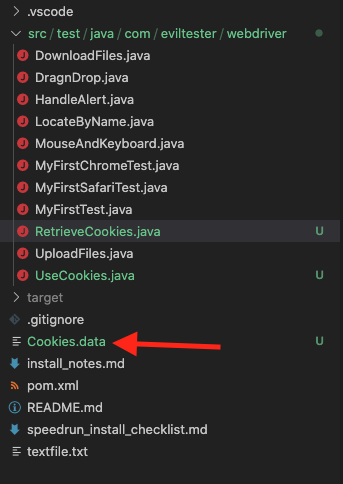 .vscode
src / test / java / com / eviltester / webdriver
DownloadFiles.java
DragnDrop.java
HandleAlert.java
LocateByName.java
MouseAndKeyboard.java
MyFirstChromeTest.java
MyFirstSafariTest.java
MyFirstTest.java
RetrieveCookies.java U
UploadFiles.java
UseCookies.java U
target
.gitignore
Cookies.data U
install_notes.md
pom.xml
README.md
speedrun_install_checklist.md
textfile.txt